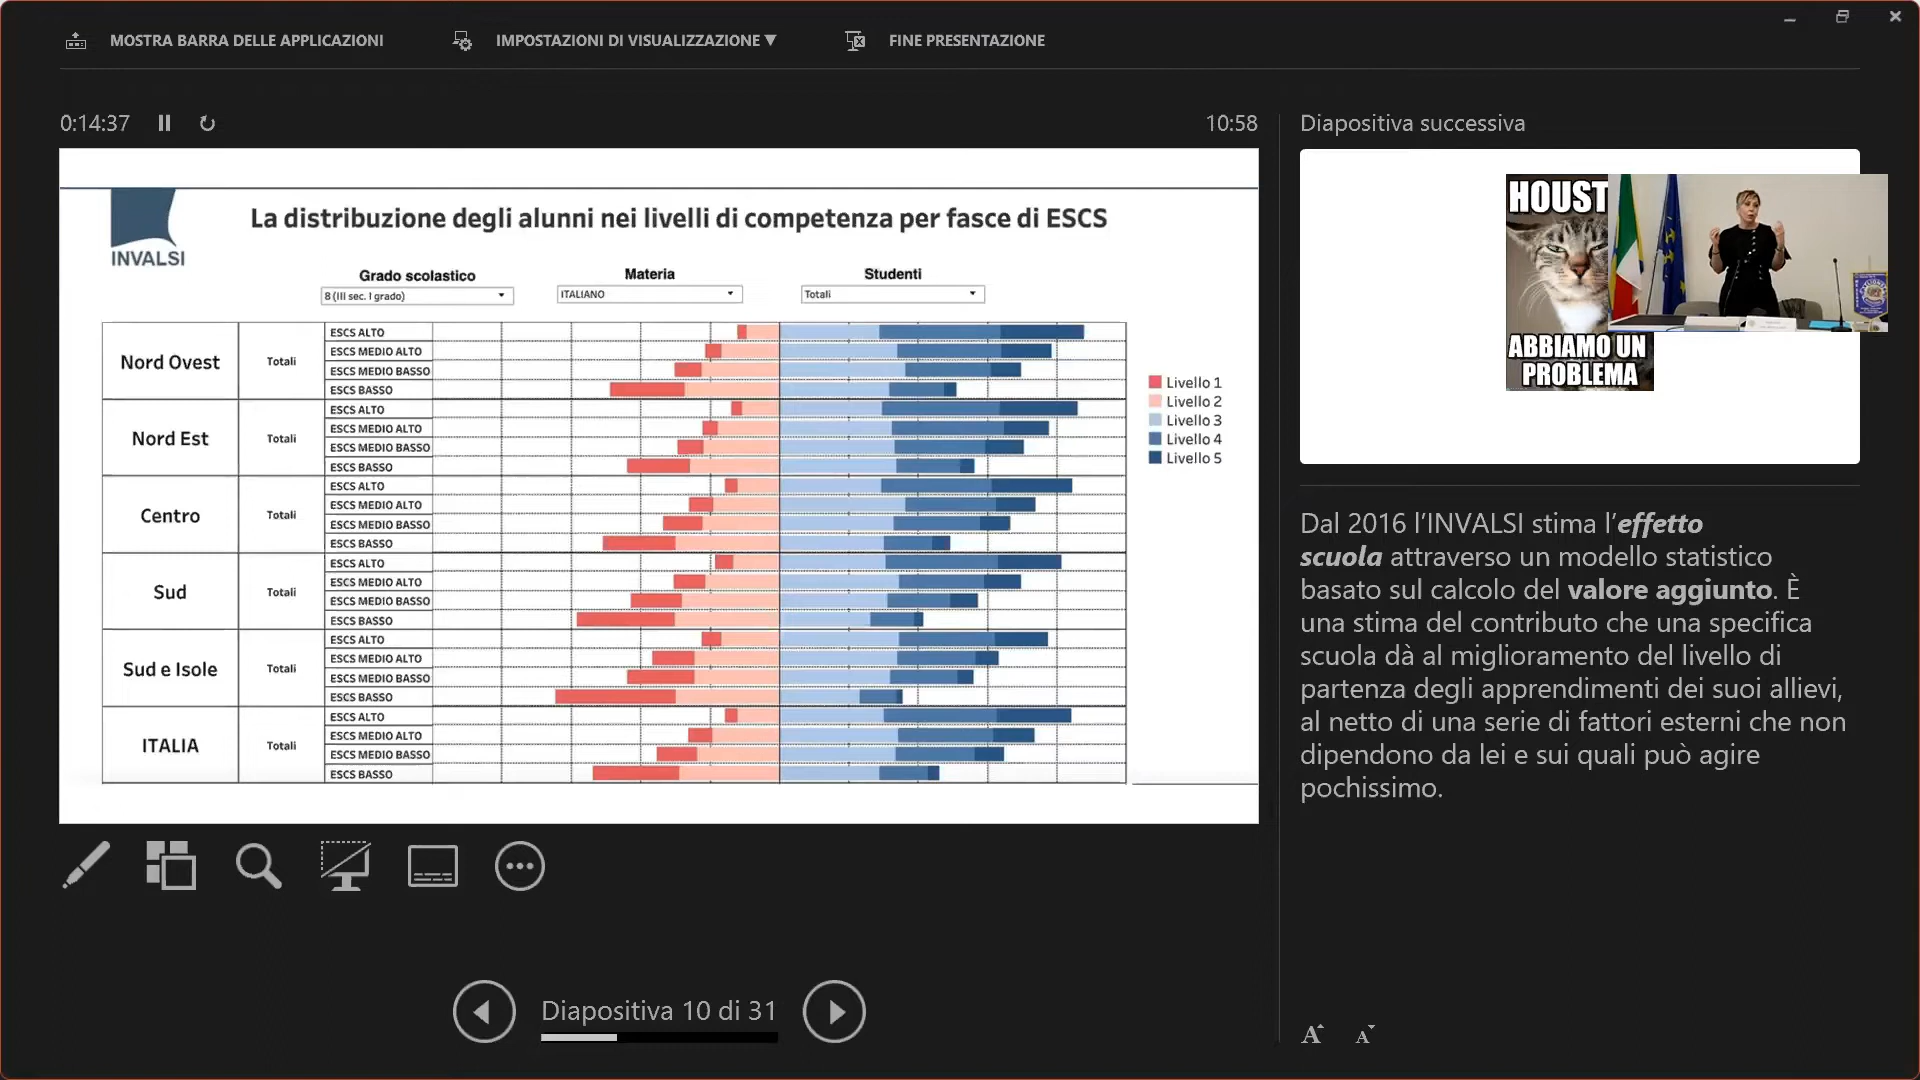 MOSTRA BARRA DELLE APPLICAZIONI
IMPOSTAZIONI DI VISUALIZZAZIONE ▼
FINE PRESENTAZIONE
0:14:37
10:58
Diapositiva successiva
INVALSI
La distribuzione degli alunni nei livelli di competenza per fasce di ESCS
Grado scolastico
Materia
Studenti
8 (III sec. I grado)
ITALIANO
Totali
Nord Ovest
Totali
ESCS ALTO
ESCS MEDIO ALTO
ESCS MEDIO BASSO
ESCS BASSO
Nord Est
Totali
ESCS ALTO
ESCS MEDIO ALTO
ESCS MEDIO BASSO
ESCS BASSO
Centro
Totali
ESCS ALTO
ESCS MEDIO ALTO
ESCS MEDIO BASSO
ESCS BASSO
Sud
Totali
ESCS ALTO
ESCS MEDIO ALTO
ESCS MEDIO BASSO
ESCS BASSO
Sud e Isole
Totali
ESCS ALTO
ESCS MEDIO ALTO
ESCS MEDIO BASSO
ESCS BASSO
ITALIA
Totali
ESCS ALTO
ESCS MEDIO ALTO
ESCS MEDIO BASSO
ESCS BASSO
Livello 1
Livello 2
Livello 3
Livello 4
Livello 5
HOUST
ABBIAMO UN
PROBLEMA
Dal 2016 l’INVALSI stima l’effetto
scuola attraverso un modello statistico
basato sul calcolo del valore aggiunto. È
una stima del contributo che una specifica
scuola dà al miglioramento del livello di
partenza degli apprendimenti dei suoi allievi,
al netto di una serie di fattori esterni che non
dipendono da lei e sui quali può agire
pochissimo.
Diapositiva 10 di 31
A
A